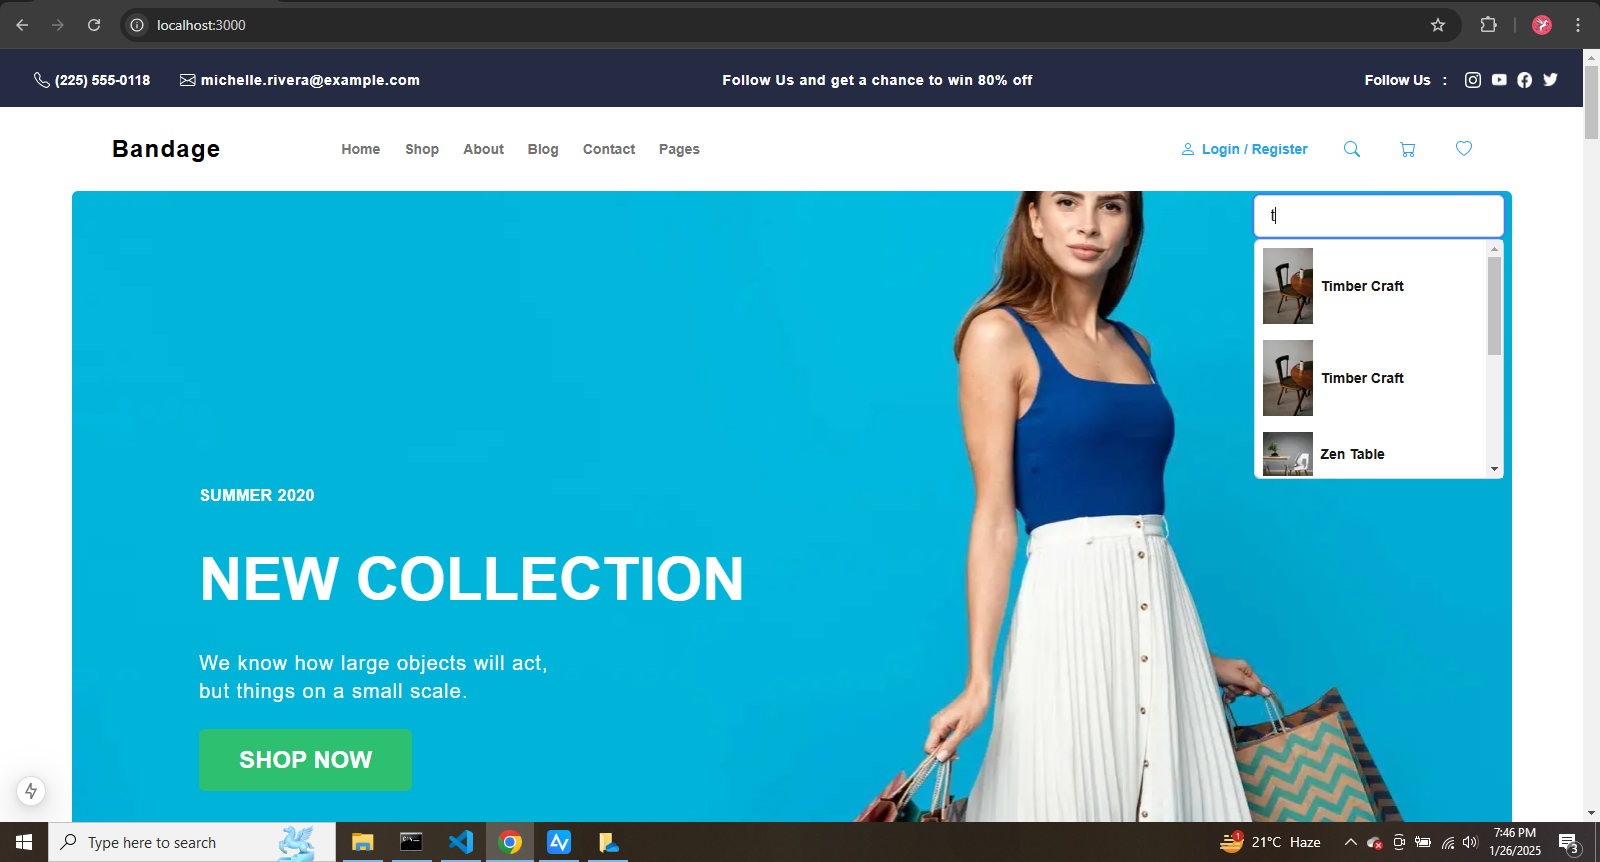 localhost:3000
(225) 555-0118 michelle.rivera@example.com Follow Us and get a chance to win 80% off Follow Us :
Bandage Home Shop About Blog Contact Pages Login / Register
t
Timber Craft
Timber Craft
Zen Table
SUMMER 2020
NEW COLLECTION
We know how large objects will act,
but things on a small scale.
SHOP NOW
Type here to search 1 21°C Haze 7:46 PM
1/26/2025 3